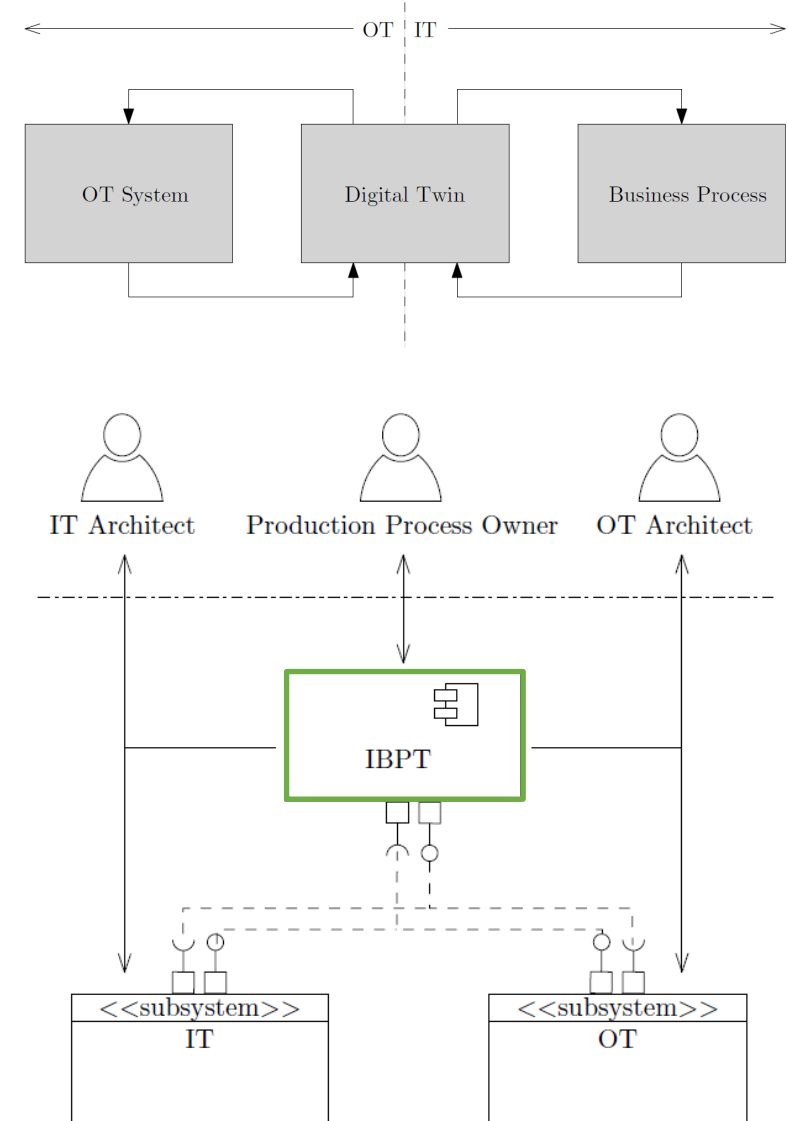 OT IT
OT System
Digital Twin
Business Process
IT Architect
Production Process Owner
OT Architect
IBPT
<<subsystem>>
IT
<<subsystem>>
OT